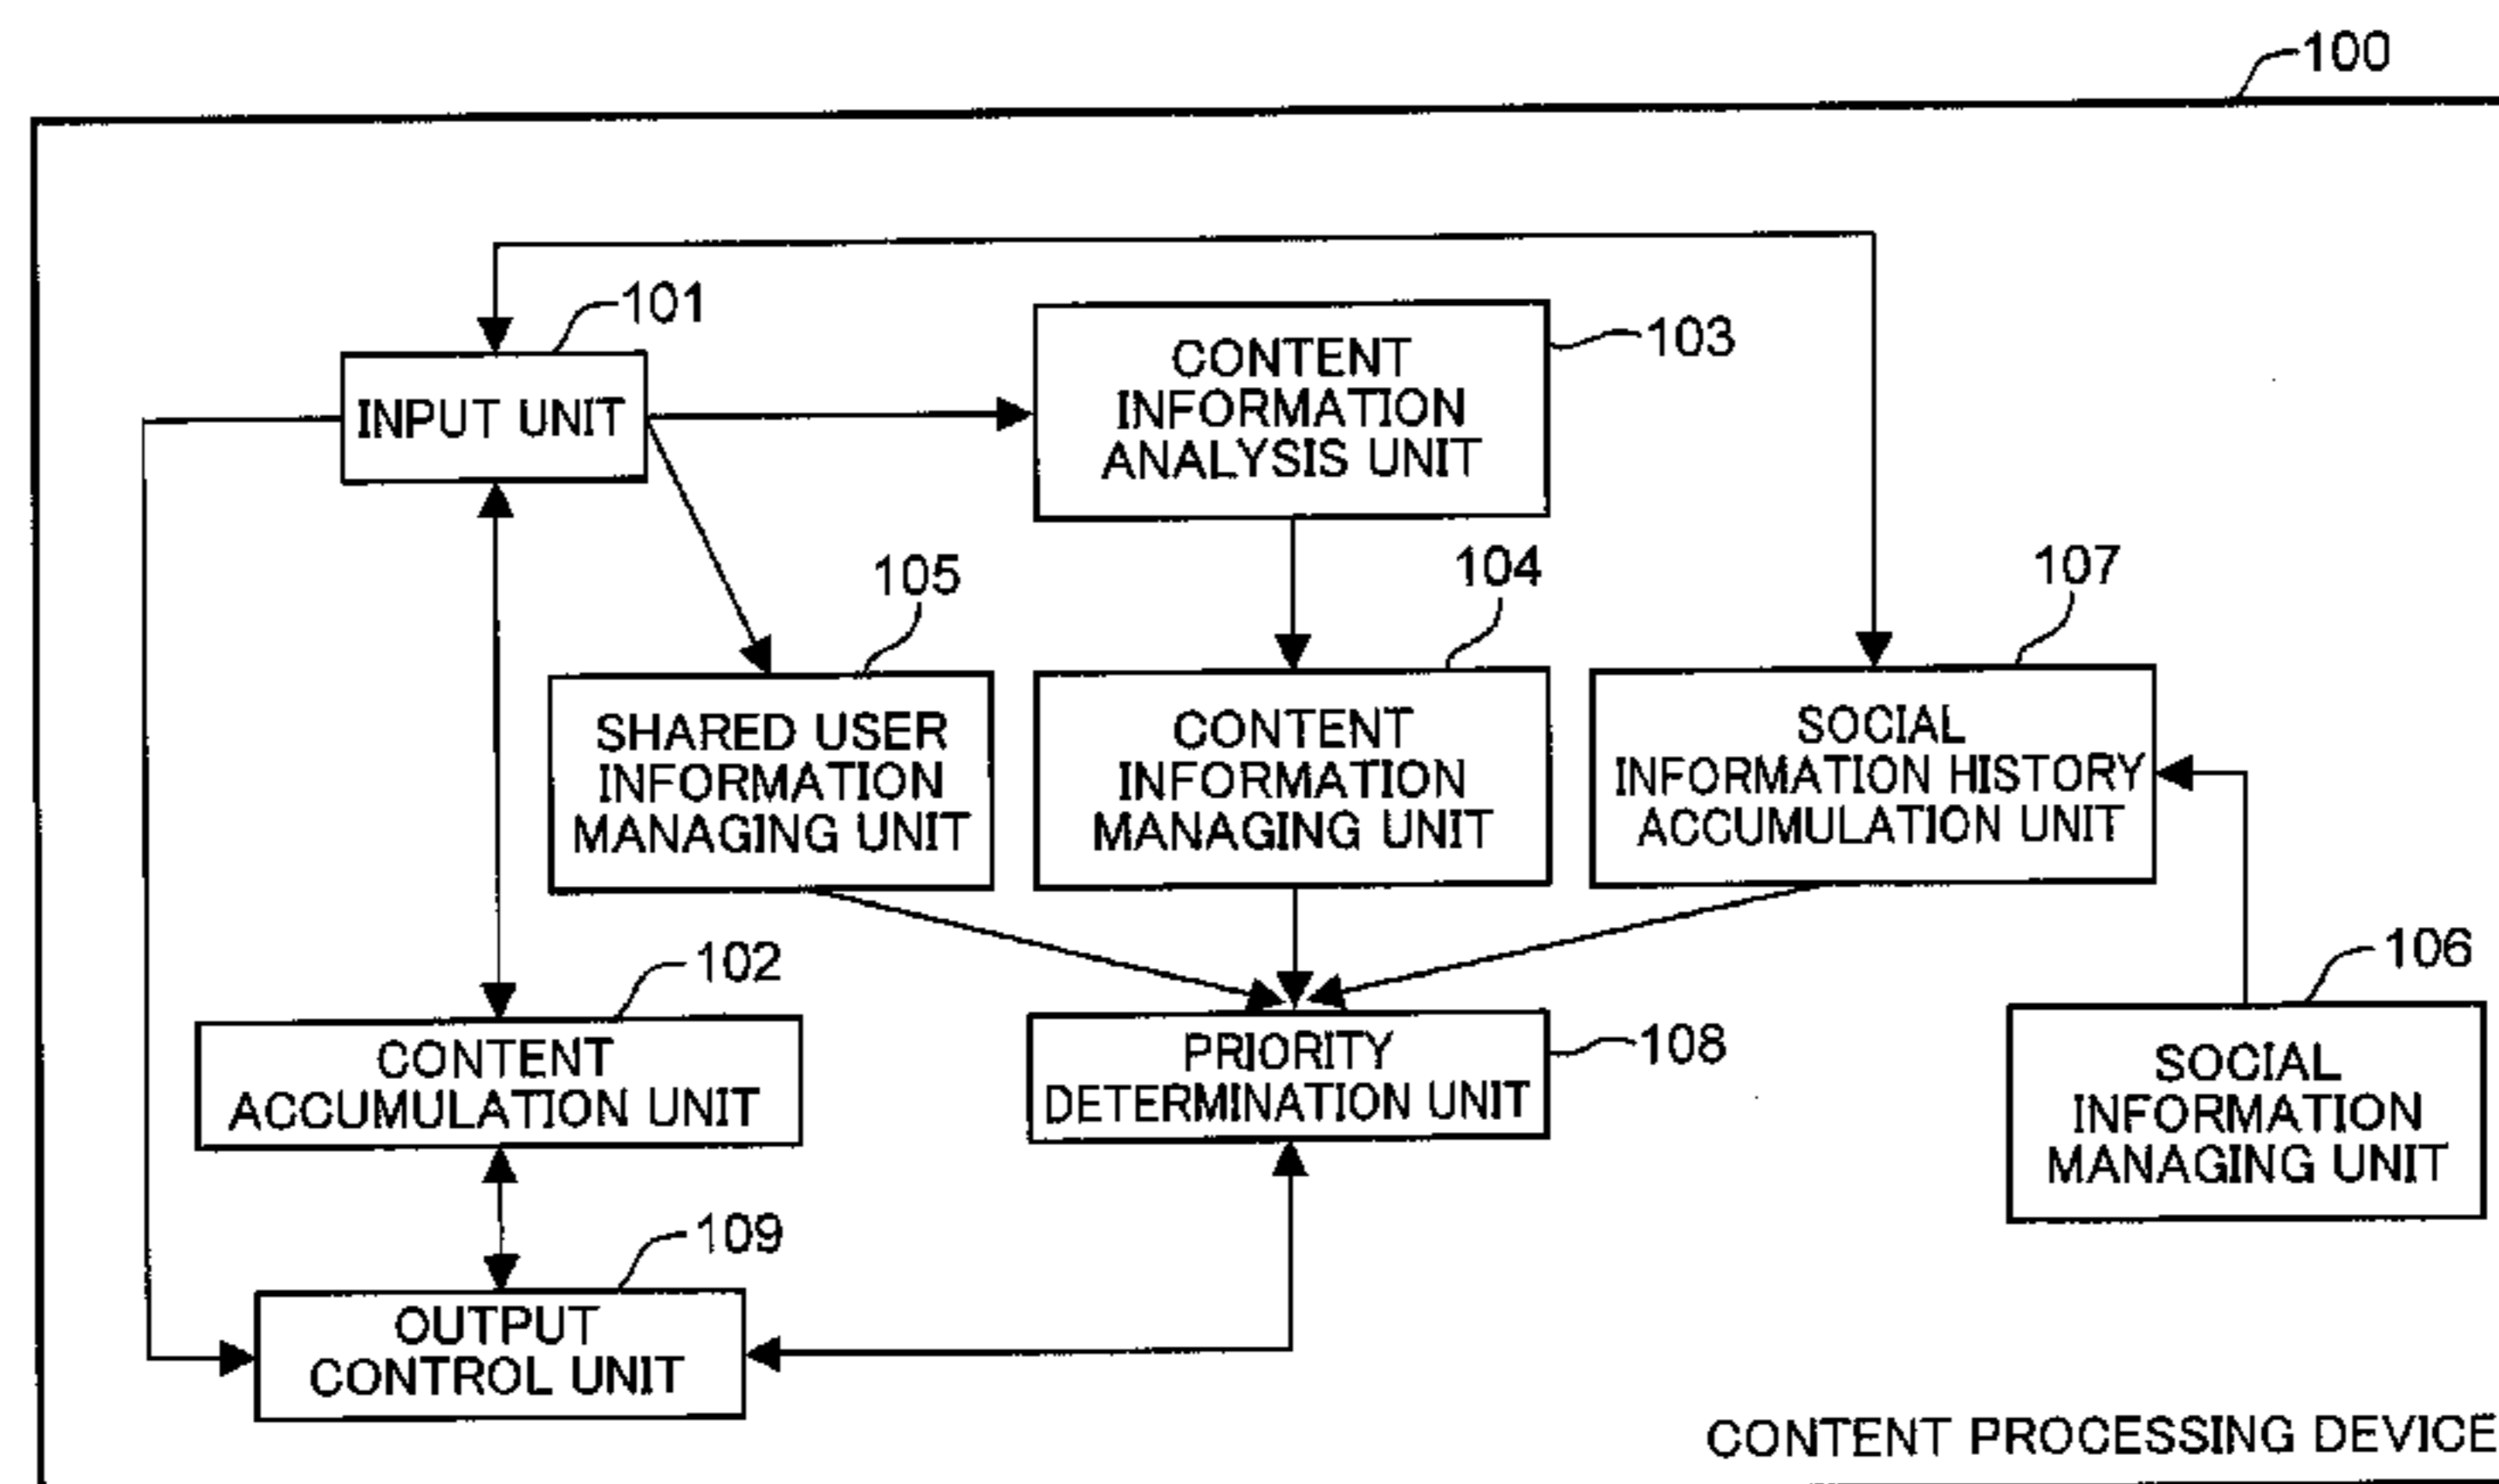 100
101
INPUT UNIT
103
CONTENT
INFORMATION
ANALYSIS UNIT
105
SHARED USER
INFORMATION
MANAGING UNIT
104
CONTENT
INFORMATION
MANAGING UNIT
107
SOCIAL
INFORMATION HISTORY
ACCUMULATION UNIT
102
CONTENT
ACCUMULATION UNIT
108
PRIORITY
DETERMINATION UNIT
106
SOCIAL
INFORMATION
MANAGING UNIT
109
OUTPUT
CONTROL UNIT
CONTENT PROCESSING DEVICE